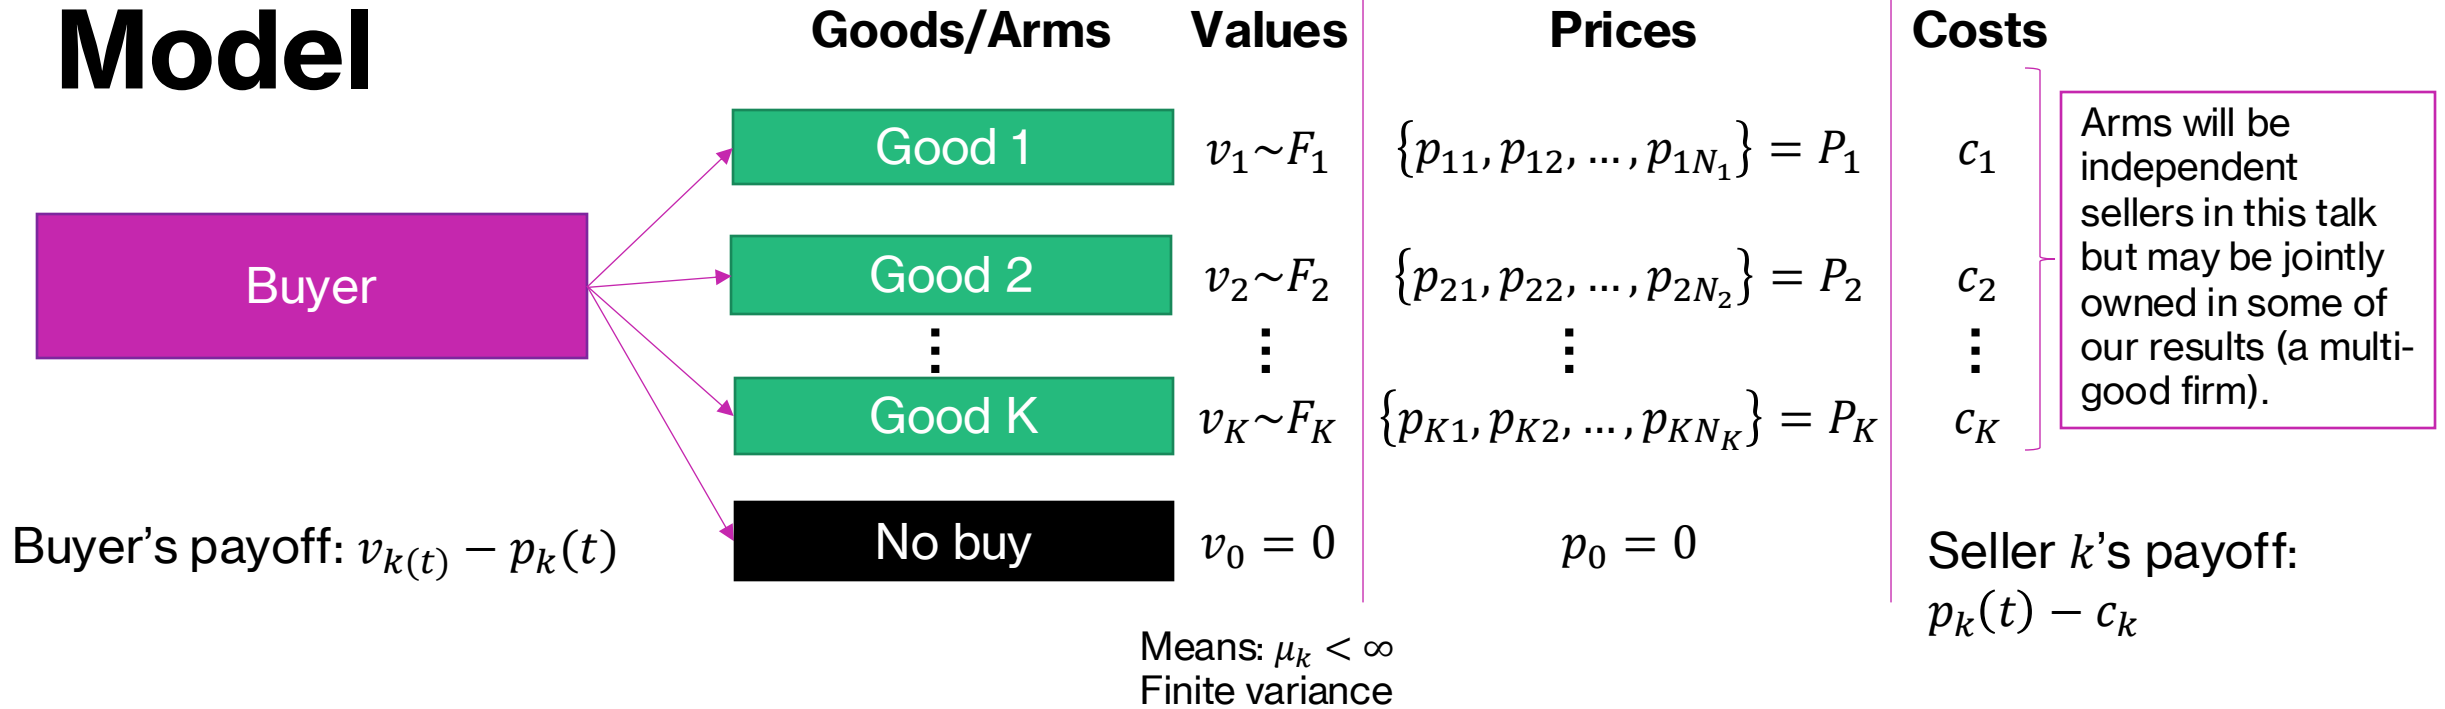 Model
Goods/Arms Values Prices Costs
Good 1 v₁~F₁ {p₁₁, p₁₂, …, p₁N₁} = P₁ c₁
Good 2 v₂~F₂ {p₂₁, p₂₂, …, p₂N₂} = P₂ c₂
⋮ ⋮ ⋮ ⋮
Good K v_K~F_K {p_K1, p_K2, …, p_KN_K} = P_K c_K
No buy v₀ = 0 p₀ = 0
Buyer
Buyer’s payoff: v_k(t) − p_k(t)
Arms will be
independent
sellers in this talk
but may be jointly
owned in some of
our results (a multi-
good firm).
Seller k’s payoff:
p_k(t) − c_k
Means: μ_k < ∞
Finite variance